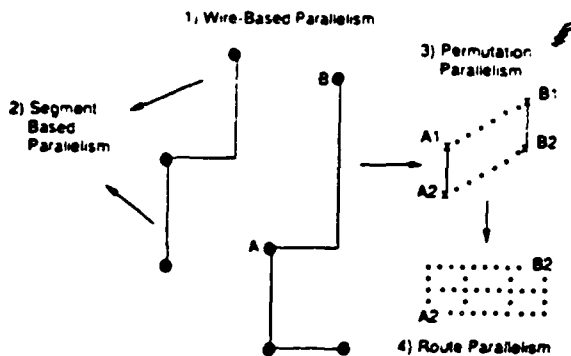 1) Wire-Based Parallelism
2) Segment
Based
Parallelism
B
A
3) Permutation
Parallelism
B1
A1
B2
A2
B2
A2
4) Route Parallelism